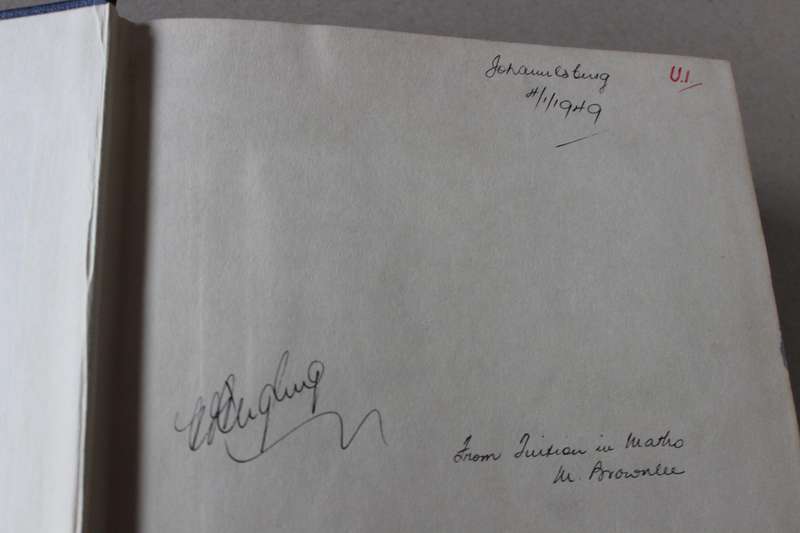 Johannesburg
4/1/1949
U.I.
From Tuition in Maths
M. Brownlee